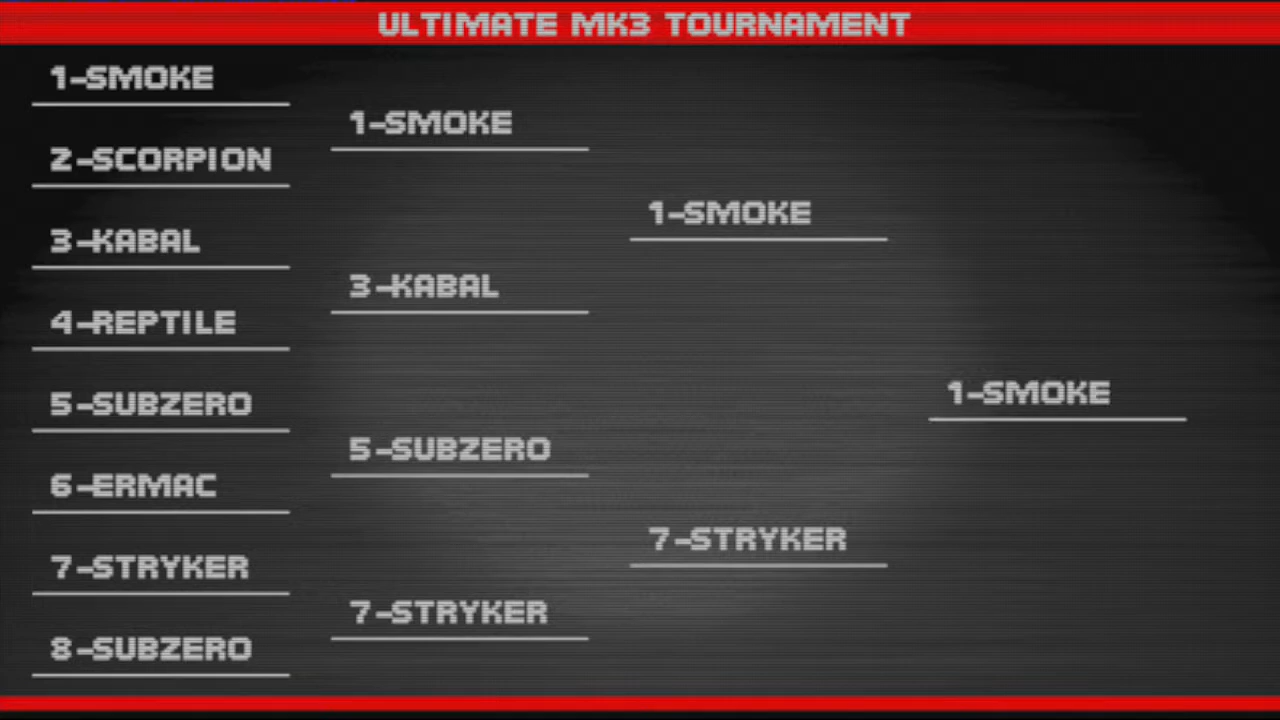 ULTIMATE MK3 TOURNAMENT
1-SMOKE
2-SCORPION
3-KABAL
4-REPTILE
5-SUBZERO
6-ERMAC
7-STRYKER
8-SUBZERO
1-SMOKE
3-KABAL
5-SUBZERO
7-STRYKER
1-SMOKE
7-STRYKER
1-SMOKE